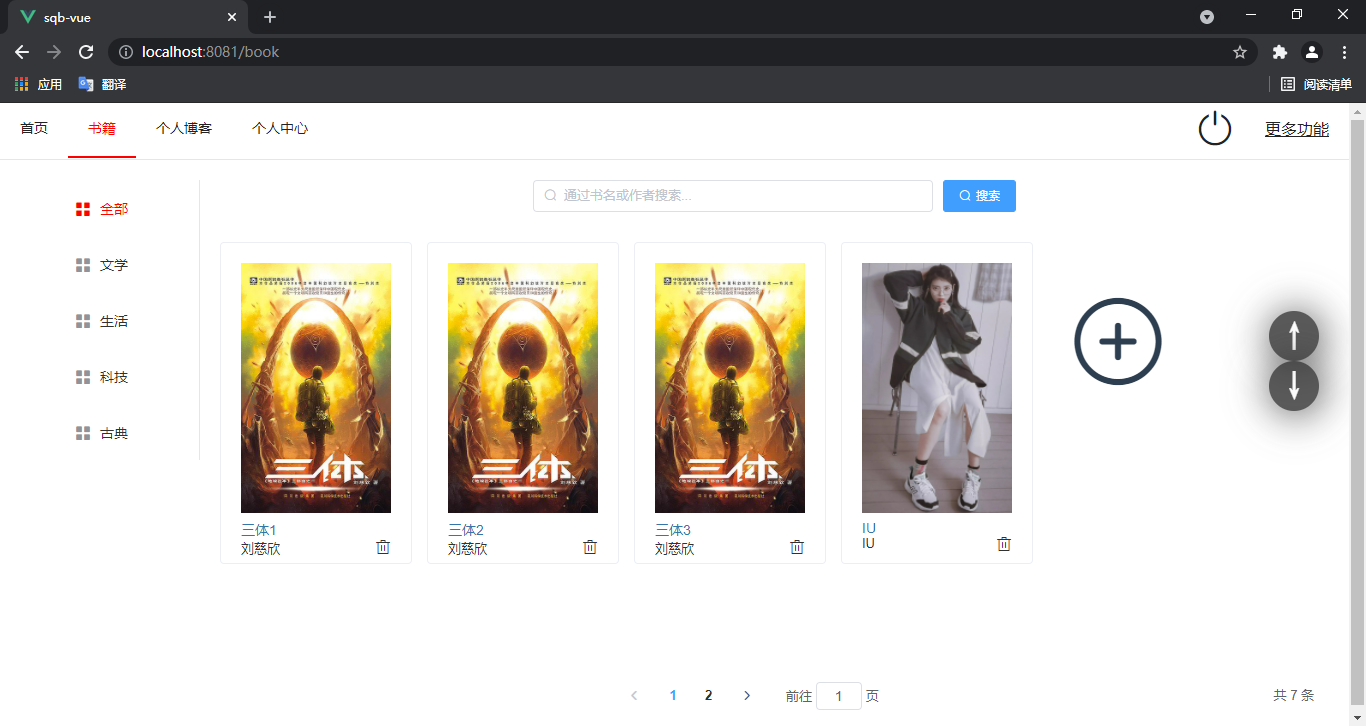 sqb-vue
localhost:8081/book
应用 翻译 阅读清单
首页 书籍 个人博客 个人中心 更多功能
通过书名或作者搜索... 搜索
全部
文学
生活
科技
古典
三体
三体
三体
三体1
刘慈欣
三体2
刘慈欣
三体3
刘慈欣
IU
IU
1 2 前往 1 页 共 7 条